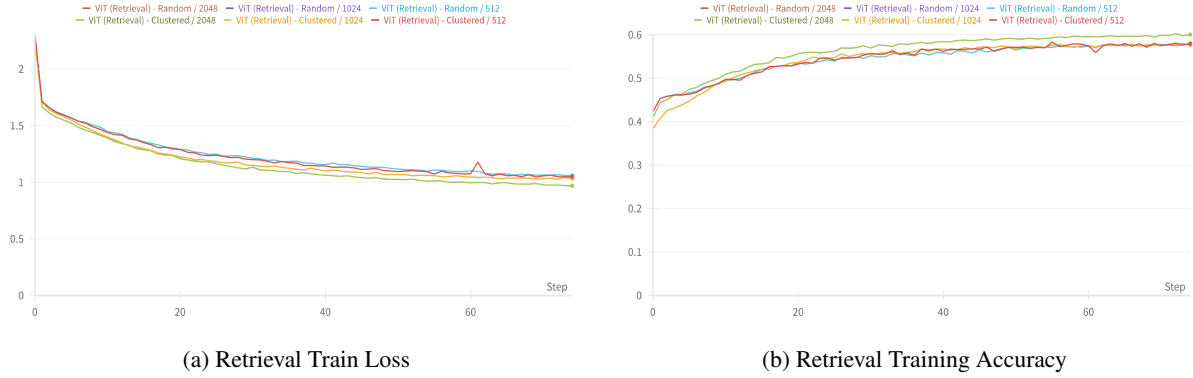 ViT (Retrieval) - Random / 2048 ViT (Retrieval) - Random / 1024 ViT (Retrieval) - Random / 512
ViT (Retrieval) - Clustered / 2048 ViT (Retrieval) - Clustered / 1024 ViT (Retrieval) - Clustered / 512
2
1.5
1
0.5
0
Step
0 20 40 60
(a) Retrieval Train Loss
ViT (Retrieval) - Random / 2048 ViT (Retrieval) - Random / 1024 ViT (Retrieval) - Random / 512
ViT (Retrieval) - Clustered / 2048 ViT (Retrieval) - Clustered / 1024 ViT (Retrieval) - Clustered / 512
0.6
0.5
0.4
0.3
0.2
0.1
0
Step
0 20 40 60
(b) Retrieval Training Accuracy